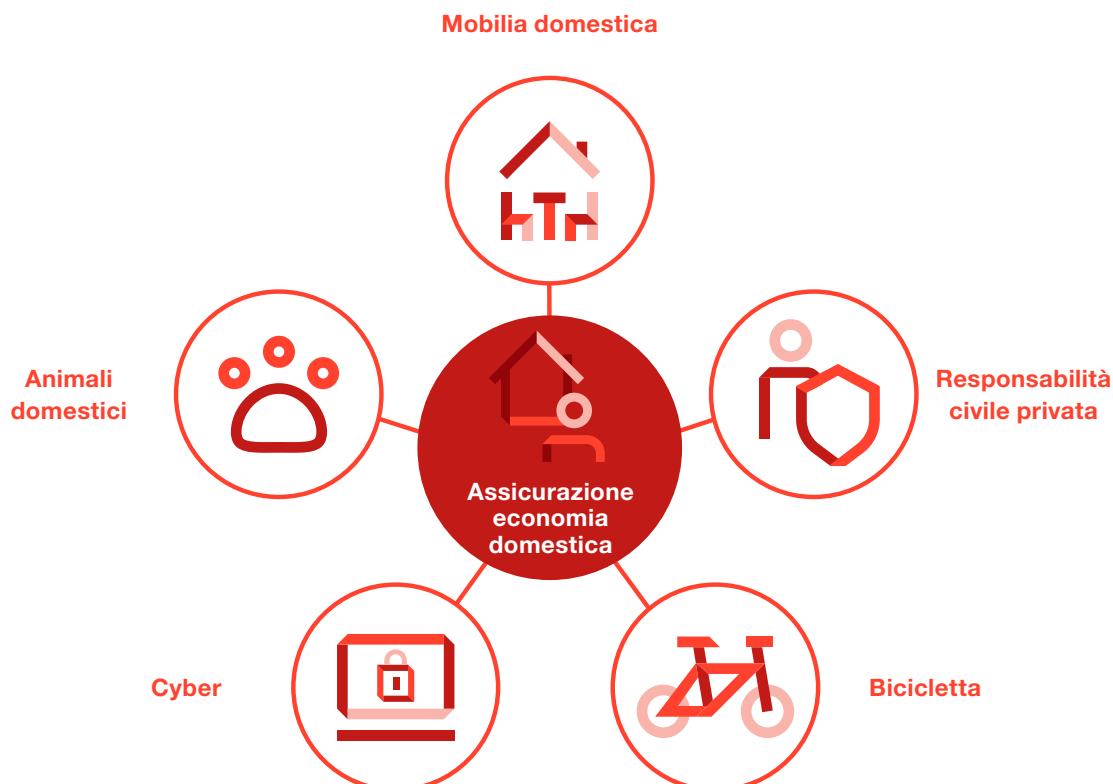 Mobilia domestica
Animali
domestici
Responsabilità
civile privata
Assicurazione
economia
domestica
Cyber
Bicicletta